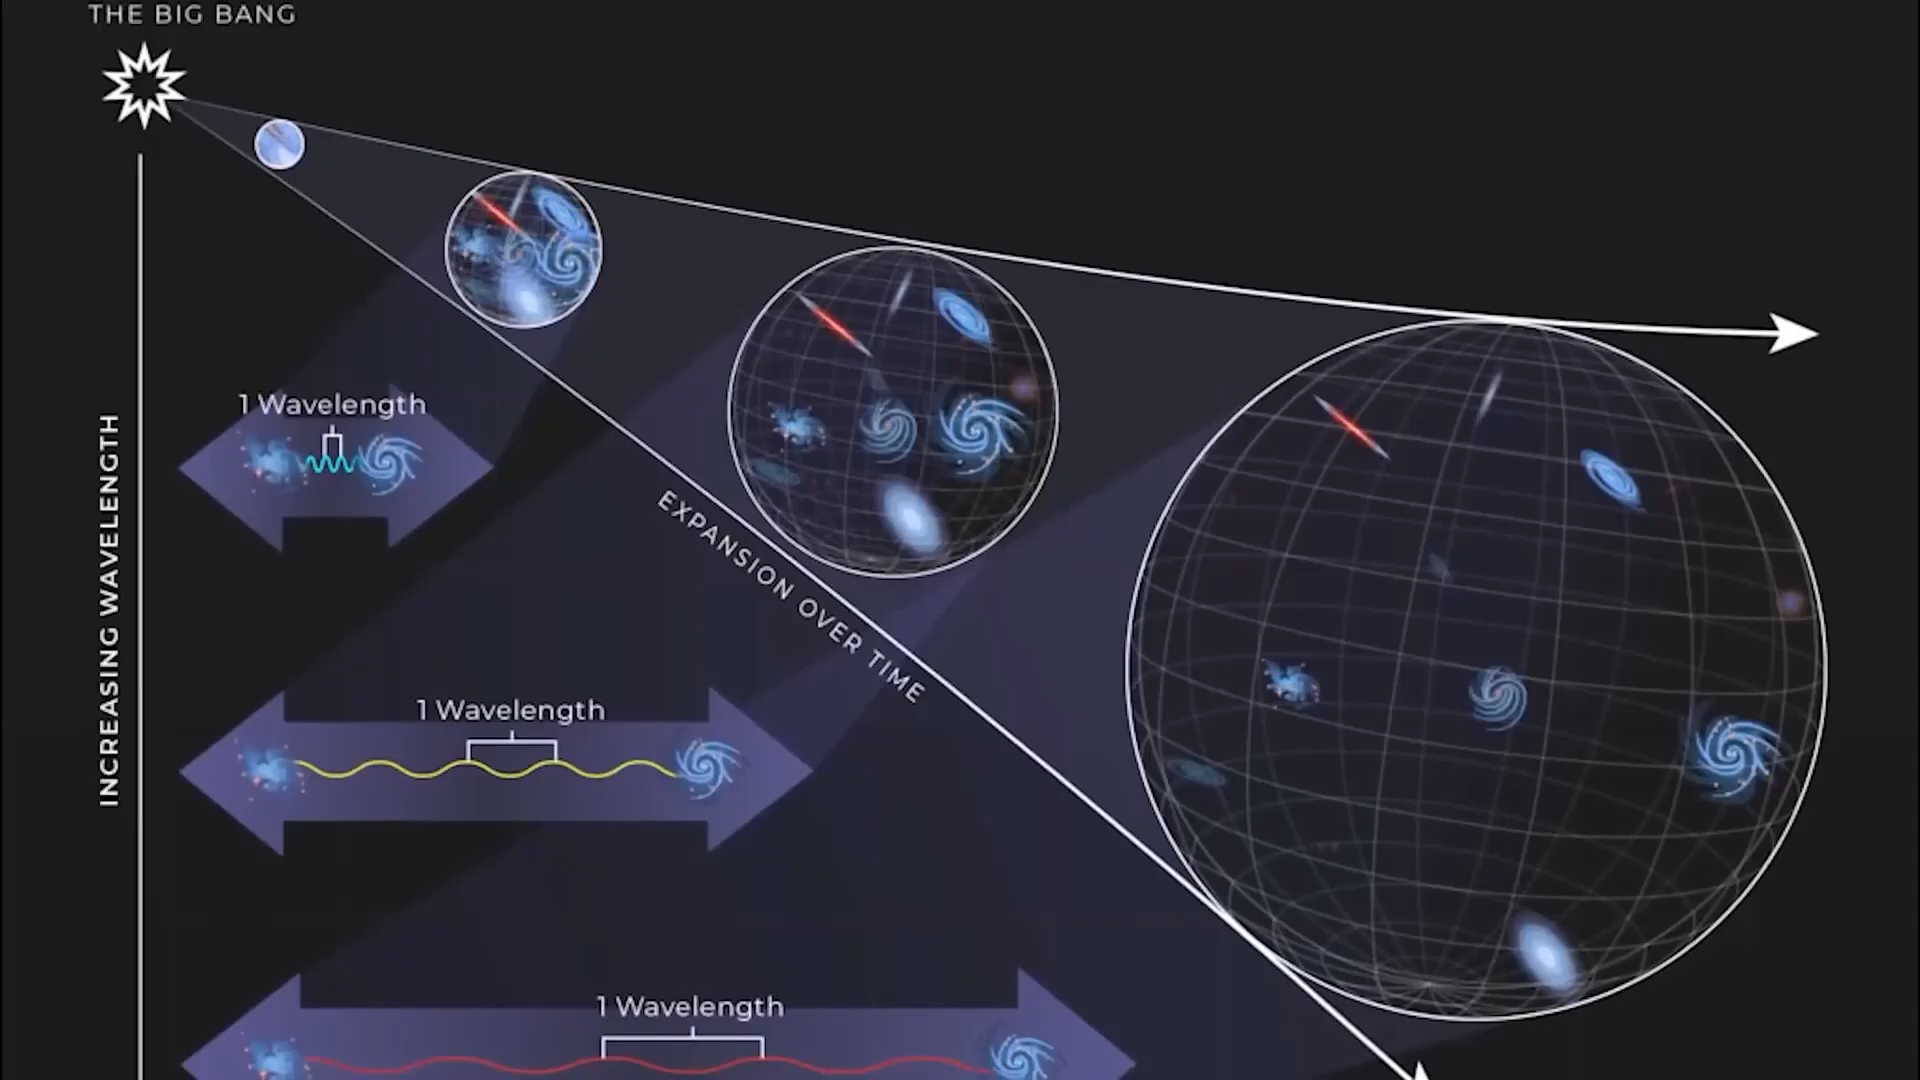 THE BIG BANG
1 Wavelength
EXPANSION OVER TIME
INCREASING WAVELENGTH
1 Wavelength
1 Wavelength